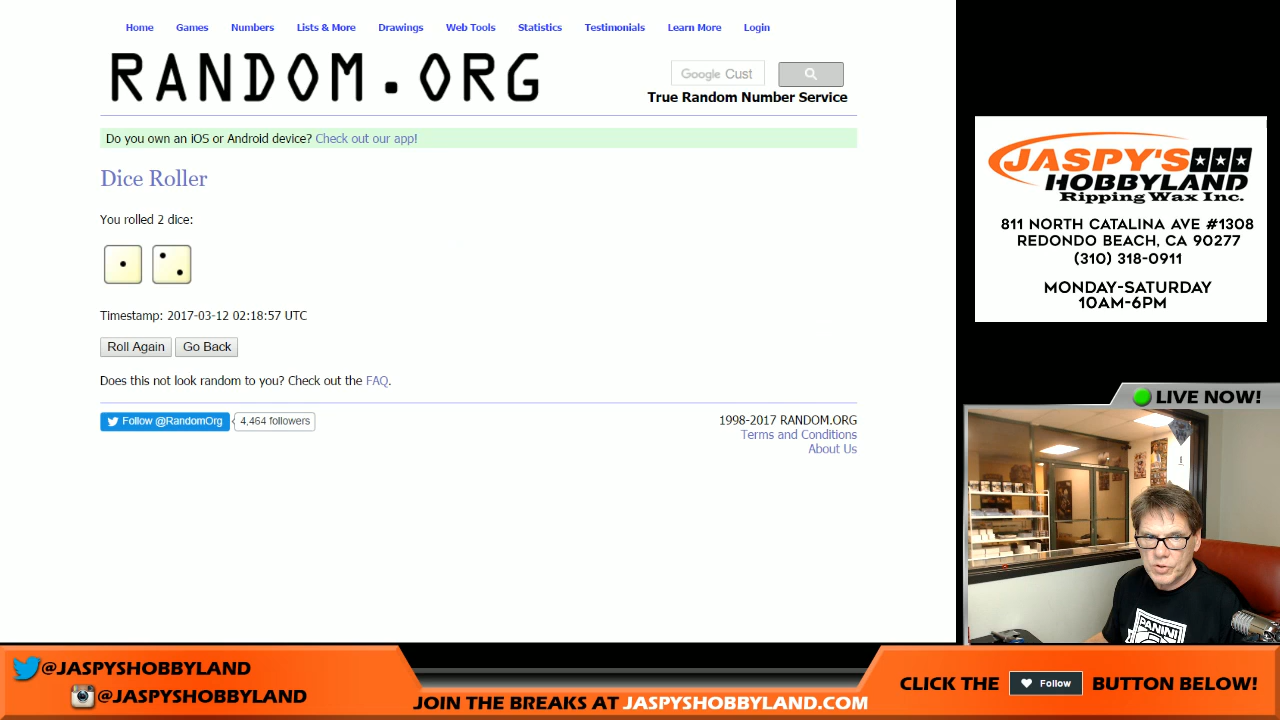 Home Games Numbers Lists & More Drawings Web Tools Statistics Testimonials Learn More Login
RANDOM.ORG
Google Cust
True Random Number Service
Do you own an iOS or Android device? Check out our app!
Dice Roller
You rolled 2 dice:
Timestamp: 2017-03-12 02:18:57 UTC
Roll Again Go Back
Does this not look random to you? Check out the FAQ.
Follow @RandomOrg 4,464 followers
1998-2017 RANDOM.ORG
Terms and Conditions
About Us
JASPY'S
HOBBYLAND
Ripping Wax Inc.
811 NORTH CATALINA AVE #1308
REDONDO BEACH, CA 90277
(310) 318-0911
MONDAY-SATURDAY
10AM-6PM
LIVE NOW!
PANINI
@JASPYSHOBBYLAND
@JASPYSHOBBYLAND
JOIN THE BREAKS AT JASPYSHOBBYLAND.COM
CLICK THE Follow BUTTON BELOW!